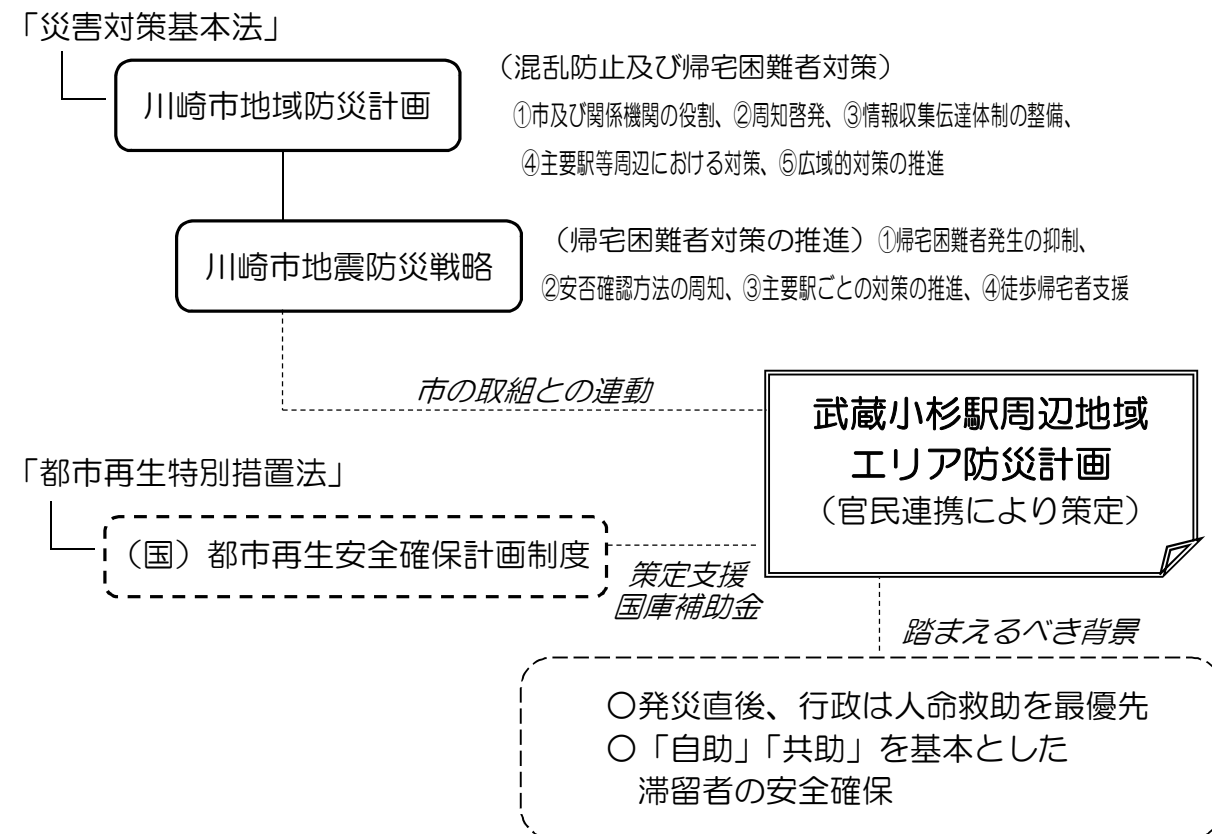 「災害対策基本法」
川崎市地域防災計画
（混乱防止及び帰宅困難者対策）
①市及び関係機関の役割、②周知啓発、③情報収集伝達体制の整備、
④主要駅等周辺における対策、⑤広域的対策の推進
川崎市地震防災戦略
（帰宅困難者対策の推進）①帰宅困難者発生の抑制、
②安否確認方法の周知、③主要駅ごとの対策の推進、④徒歩帰宅者支援
市の取組との連動
武蔵小杉駅周辺地域
エリア防災計画
（官民連携により策定）
「都市再生特別措置法」
（国）都市再生安全確保計画制度
策定支援
国庫補助金
踏まえるべき背景
〇発災直後、行政は人命救助を最優先
〇「自助」「共助」を基本とした
滞留者の安全確保